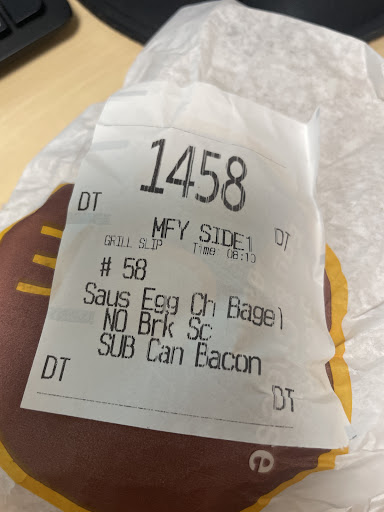 1458
DT DT
MFY SIDE1
GRILL SLIP Time 08:10
# 58
Saus Egg Ch Bagel
NO Brk Sc
SUB Can Bacon
DT DT